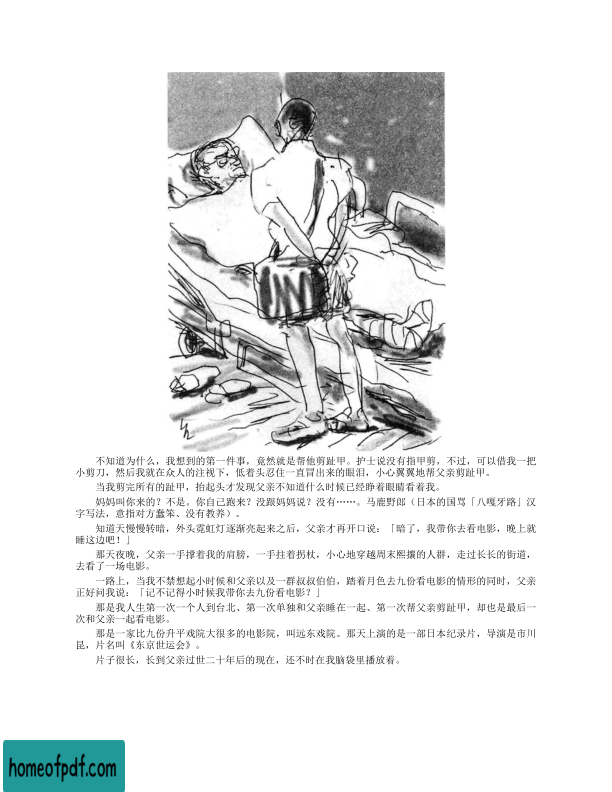 不知道为什么，我想到的第一件事，竟然就是帮他剪趾甲。护士说没有指甲剪，不过，可以借我一把
小剪刀，然后我就在众人的注视下，低着头忍住一直冒出来的眼泪，小心翼翼地帮父亲剪趾甲。
当我剪完所有的趾甲，抬起头才发现父亲不知道什么时候已经睁着眼睛看着我。
妈妈叫你来的？不是。你自己跑来？没跟妈妈说？没有……。马鹿野郎（日本的国骂「八嘎牙路」汉
字写法，意指对方蠢笨、没有教养）。
知道天慢慢转暗，外头霓虹灯逐渐亮起来之后，父亲才再开口说：「暗了，我带你去看电影，晚上就
睡这边吧！」
那天夜晚，父亲一手撑着我的肩膀，一手拄着拐杖，小心地穿越周末熙攘的人群，走过长长的街道，
去看了一场电影。
一路上，当我不禁想起小时候和父亲以及一群叔叔伯伯，踏着月色去九份看电影的情形的同时，父亲
正好问我说：「记不记得小时候我带你去九份看电影？」
那是我人生第一次一个人到台北、第一次单独和父亲睡在一起、第一次帮父亲剪趾甲，却也是最后一
次和父亲一起看电影。
那是一家比九份升平戏院大很多的电影院，叫远东戏院。那天上演的是一部日本纪录片，导演是市川
昆，片名叫《东京世运会》。
片子很长，长到父亲过世二十年后的现在，还不时在我脑袋里播放着。
homeofpdf.com